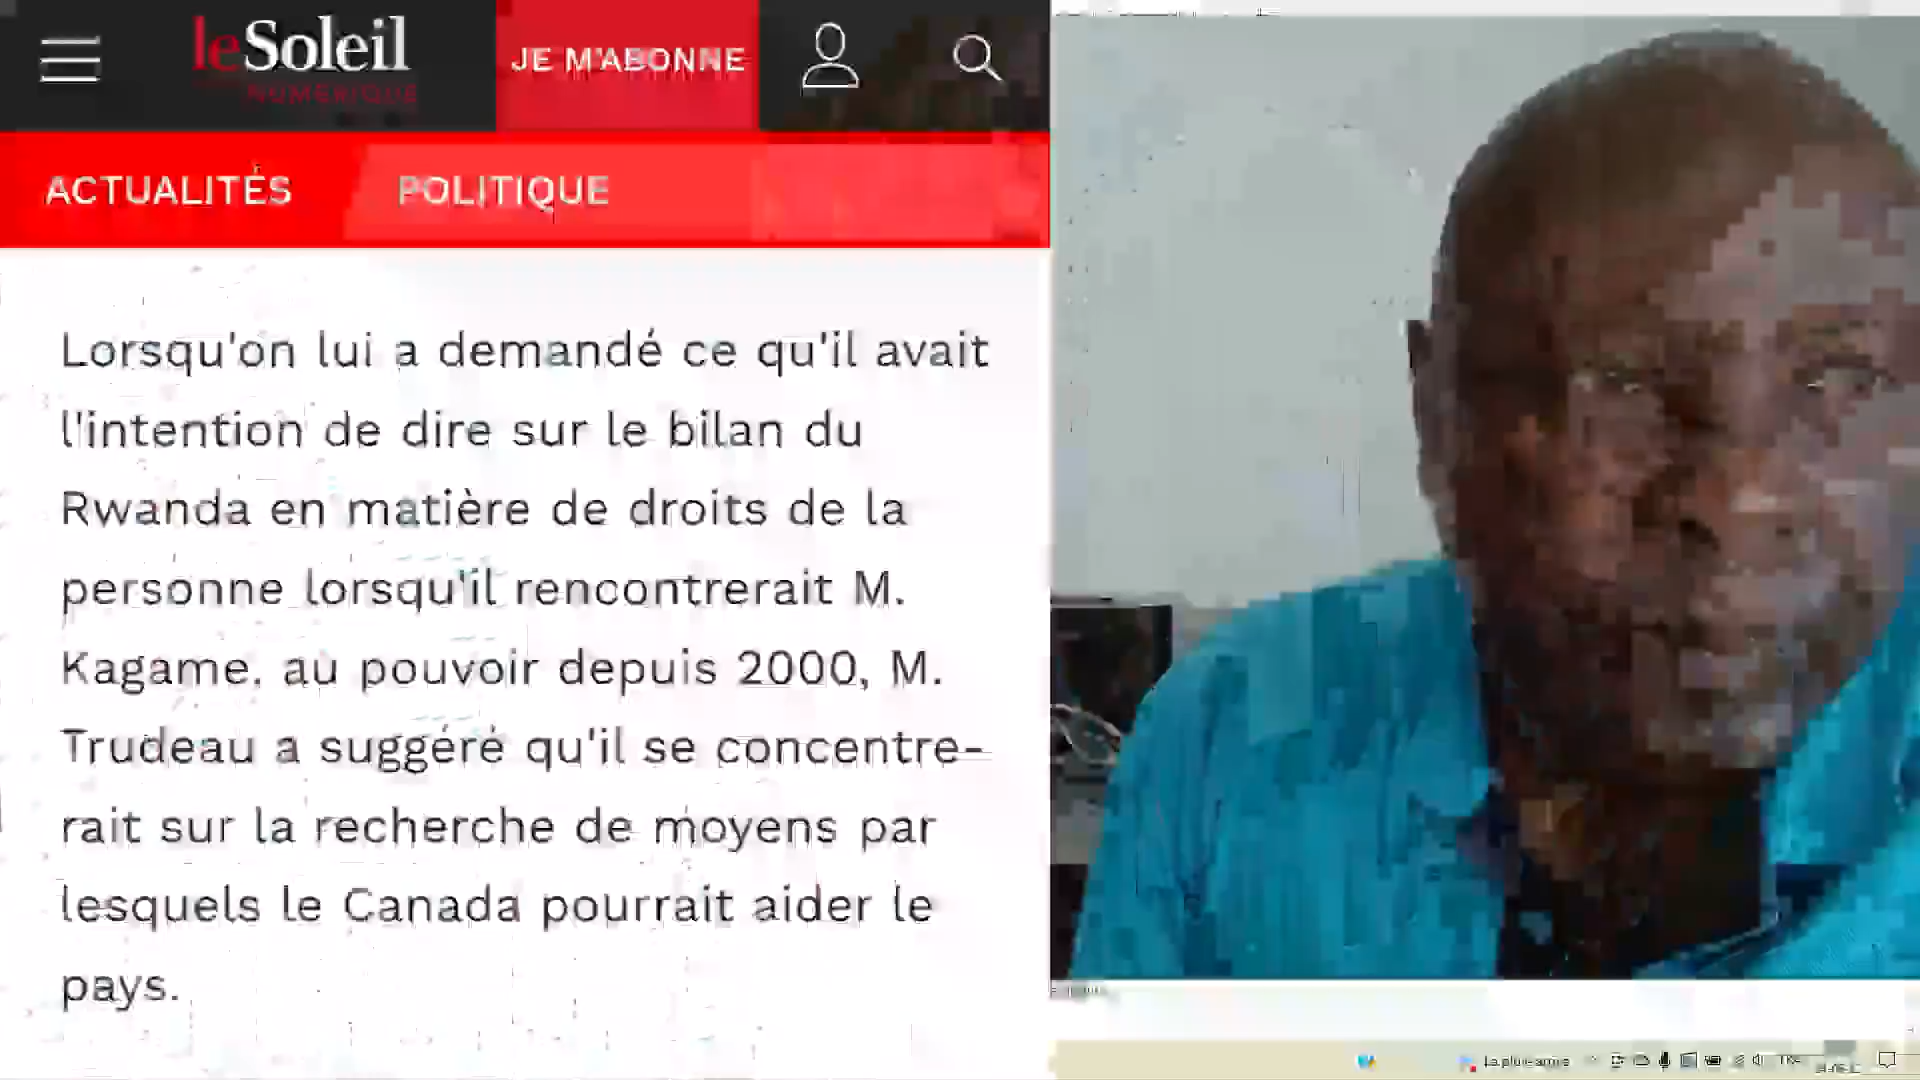 leSoleil
NUMÉRIQUE
JE M'ABONNE
ACTUALITÉS
POLITIQUE
Lorsqu'on lui a demandé ce qu'il avait
l'intention de dire sur le bilan du
Rwanda en matière de droits de la
personne lorsqu'il rencontrerait M.
Kagame, au pouvoir depuis 2000, M.
Trudeau a suggéré qu'il se concentre-
rait sur la recherche de moyens par
lesquels le Canada pourrait aider le
pays.